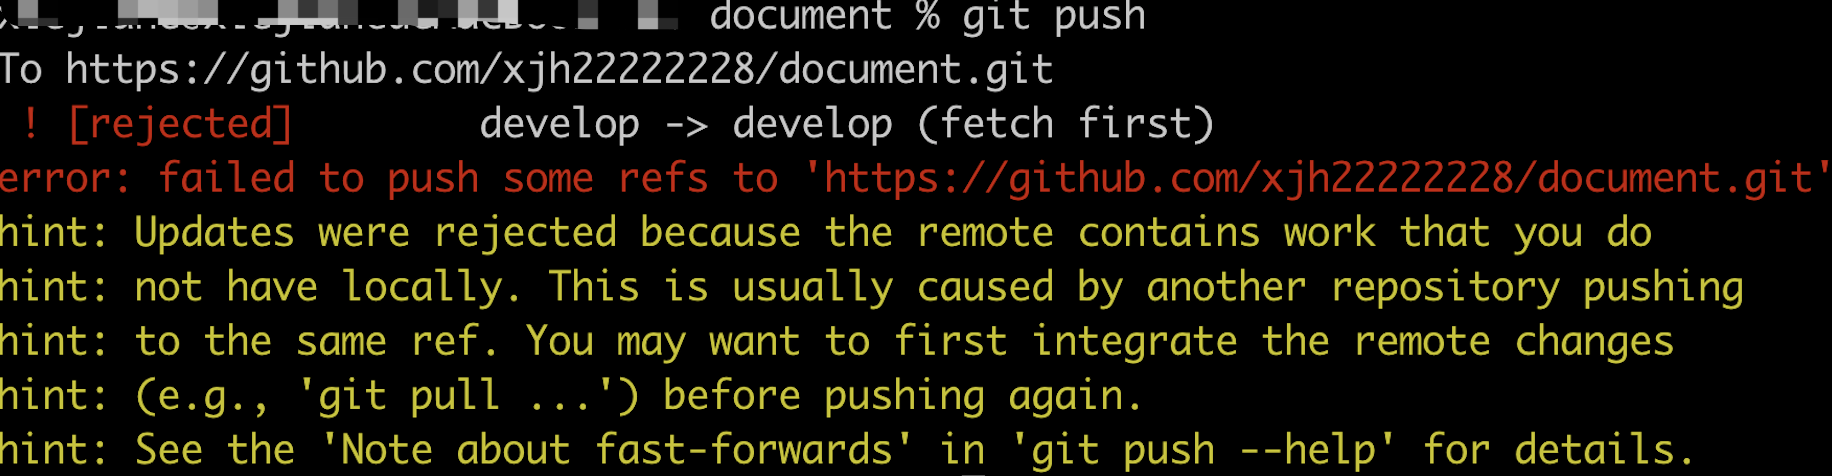 document % git push
To https://github.com/xjh22222228/document.git
! [rejected] develop -> develop (fetch first)
error: failed to push some refs to 'https://github.com/xjh22222228/document.git'
hint: Updates were rejected because the remote contains work that you do
hint: not have locally. This is usually caused by another repository pushing
hint: to the same ref. You may want to first integrate the remote changes
hint: (e.g., 'git pull ...') before pushing again.
hint: See the 'Note about fast-forwards' in 'git push --help' for details.